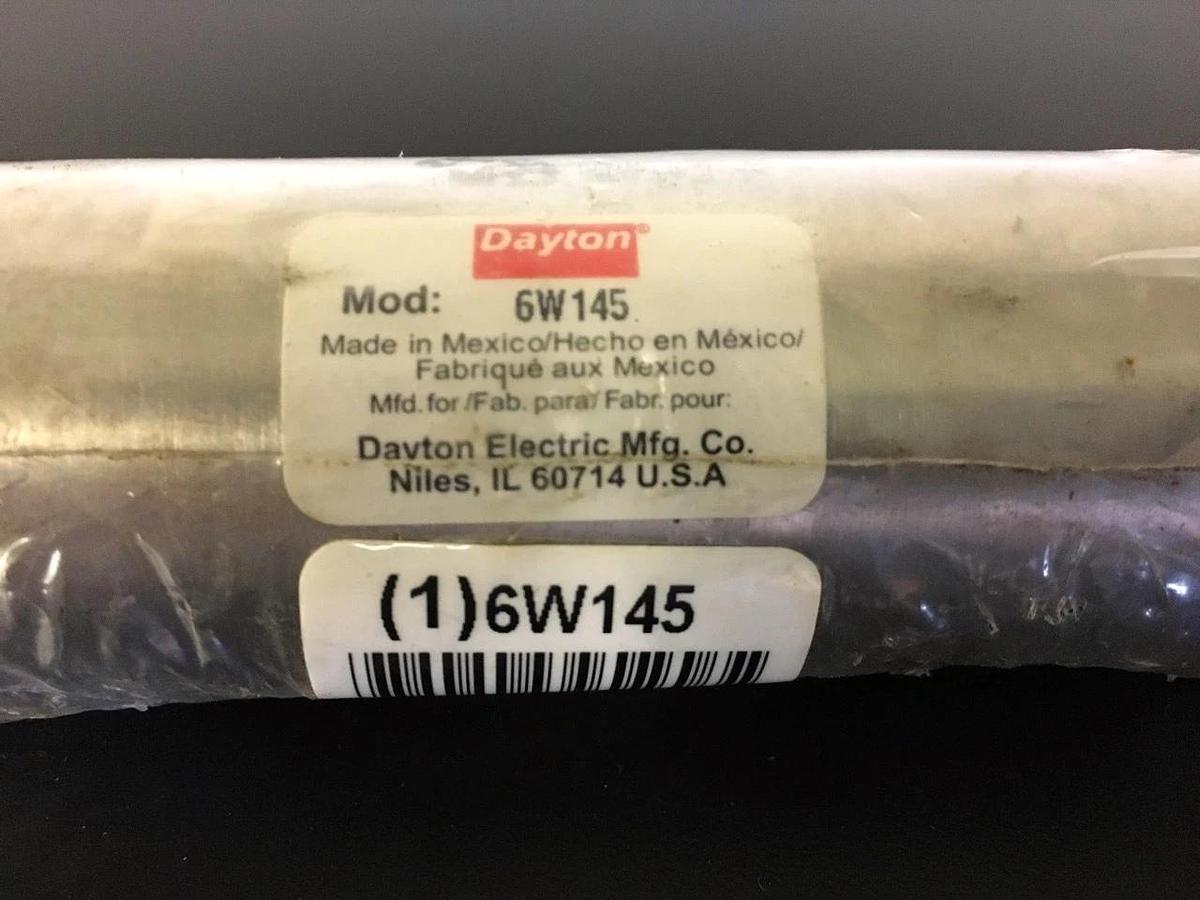 Dayton®
Mod: 6W145
Made in Mexico/Hecho en México/
Fabriqué aux Mexico
Mfd. for /Fab. para/ Fabr. pour:
Dayton Electric Mfg. Co.
Niles, IL 60714 U.S.A
(1)6W145